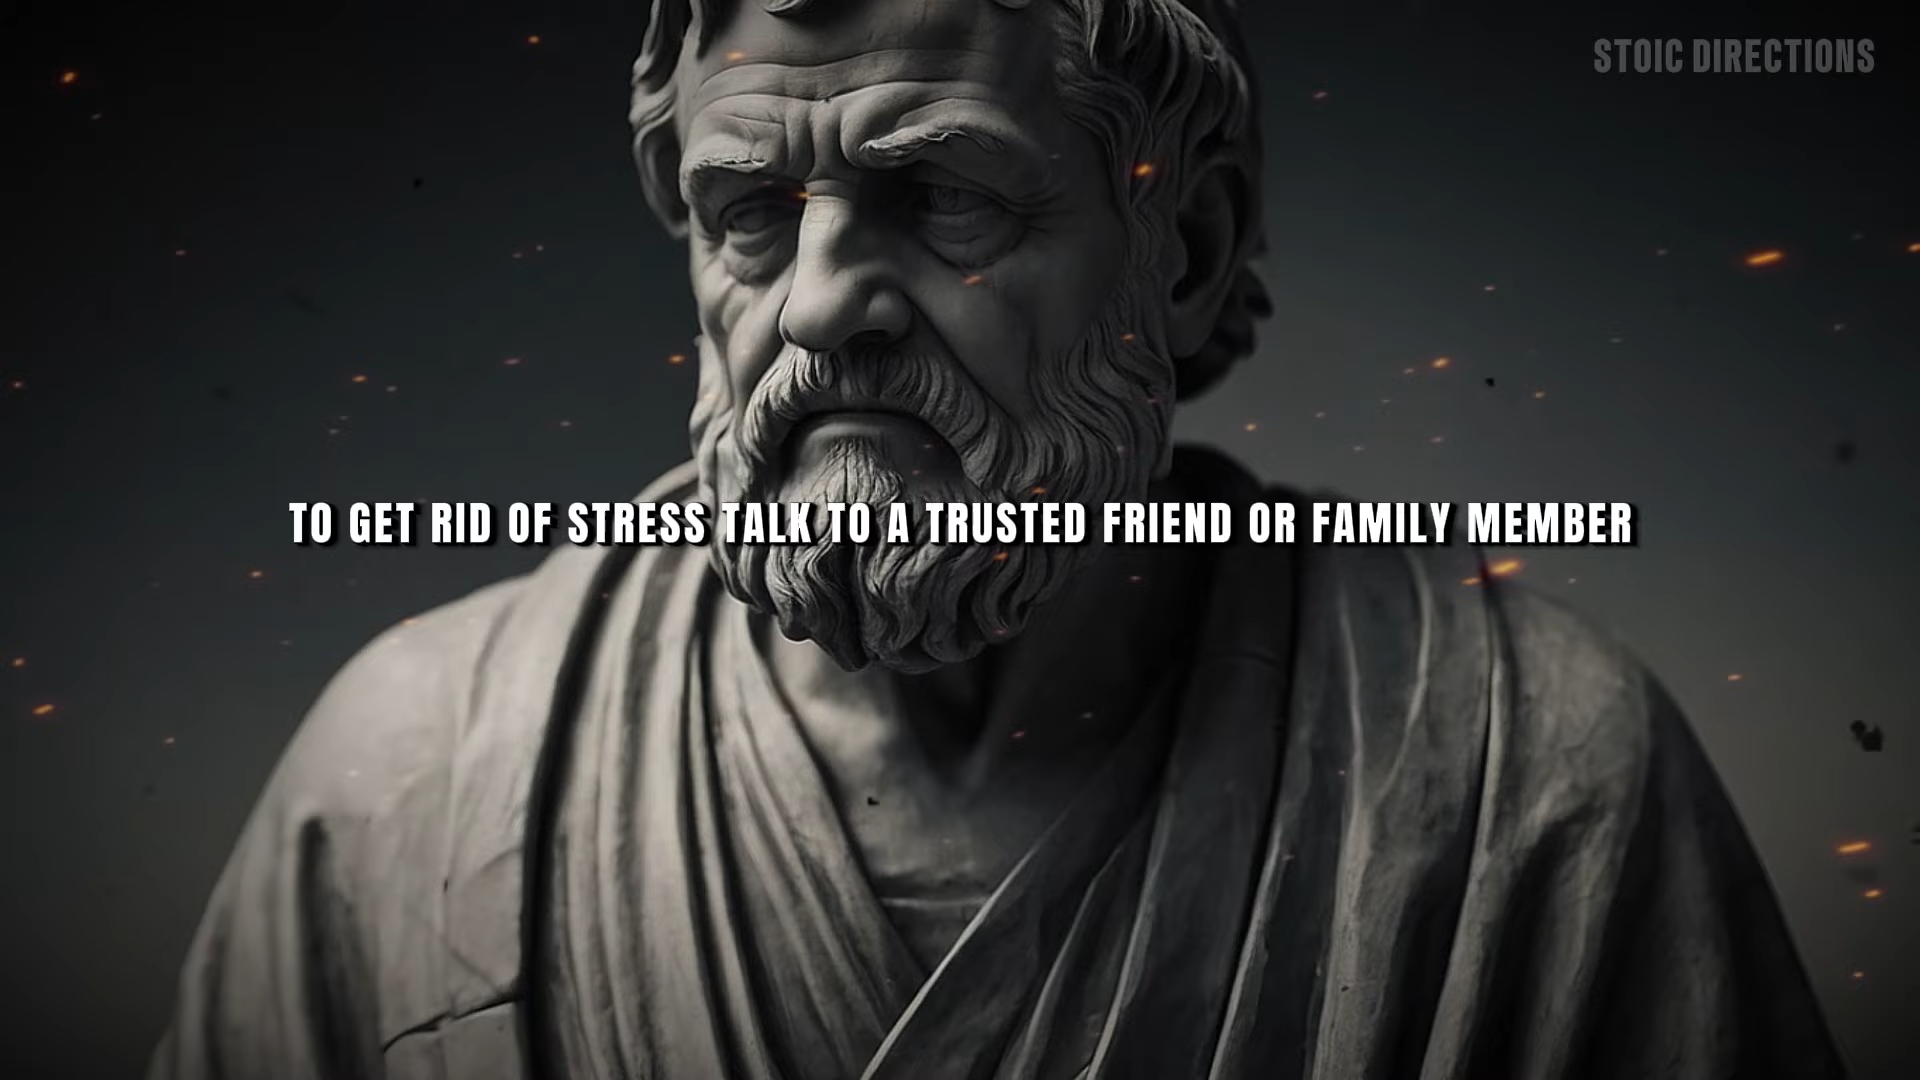 STOIC DIRECTIONS
TO GET RID OF STRESS TALK TO A TRUSTED FRIEND OR FAMILY MEMBER